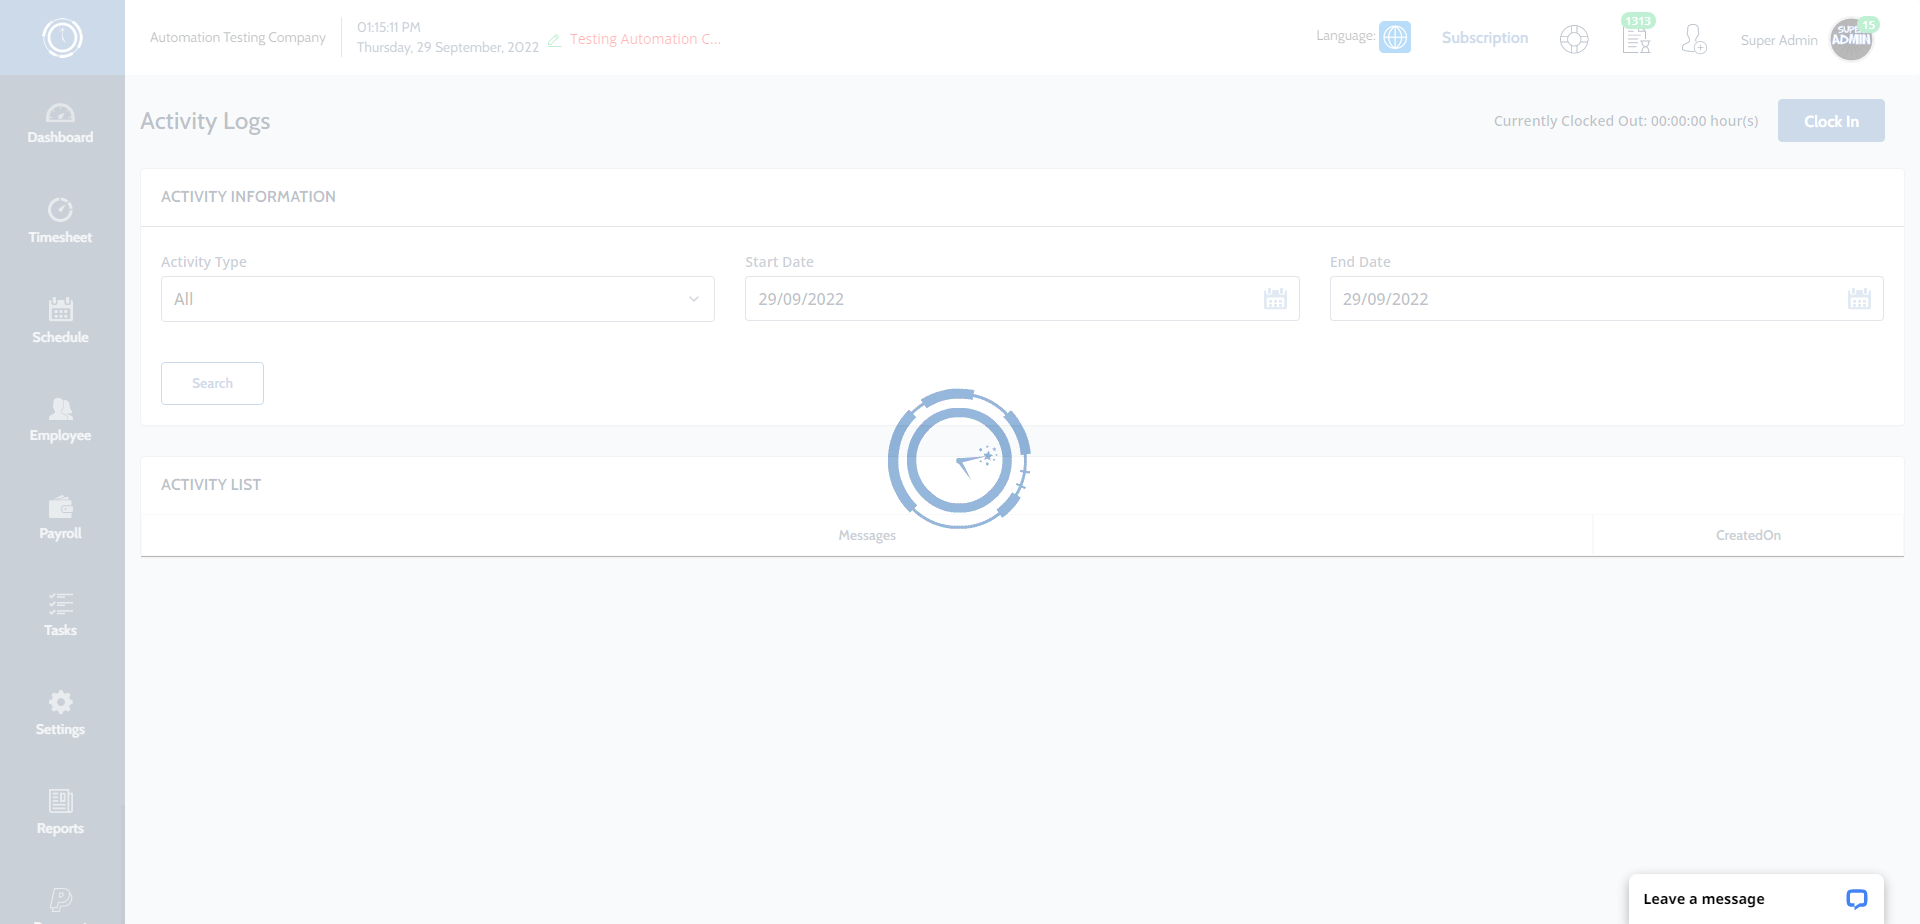 Automation Testing Company
01:15:11 PM
Thursday, 29 September, 2022
Testing Automation C...
Language:
Subscription
1313
Super Admin
15
SUPER
ADMIN
Dashboard
Timesheet
Schedule
Employee
Payroll
Tasks
Settings
Reports
Activity Logs
Currently Clocked Out: 00:00:00 hour(s)
Clock In
ACTIVITY INFORMATION
Activity Type
Start Date
End Date
All
29/09/2022
29/09/2022
Search
ACTIVITY LIST
Messages
CreatedOn
Leave a message